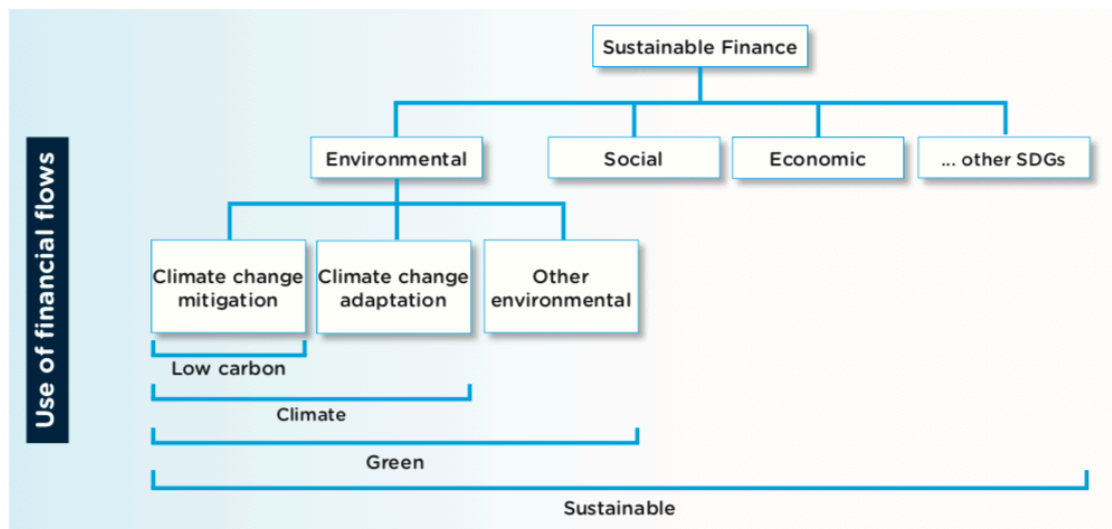 Sustainable Finance
Use of financial flows
Environmental
Social
Economic
... other SDGs
Climate change
mitigation
Climate change
adaptation
Other
environmental
Low carbon
Climate
Green
Sustainable